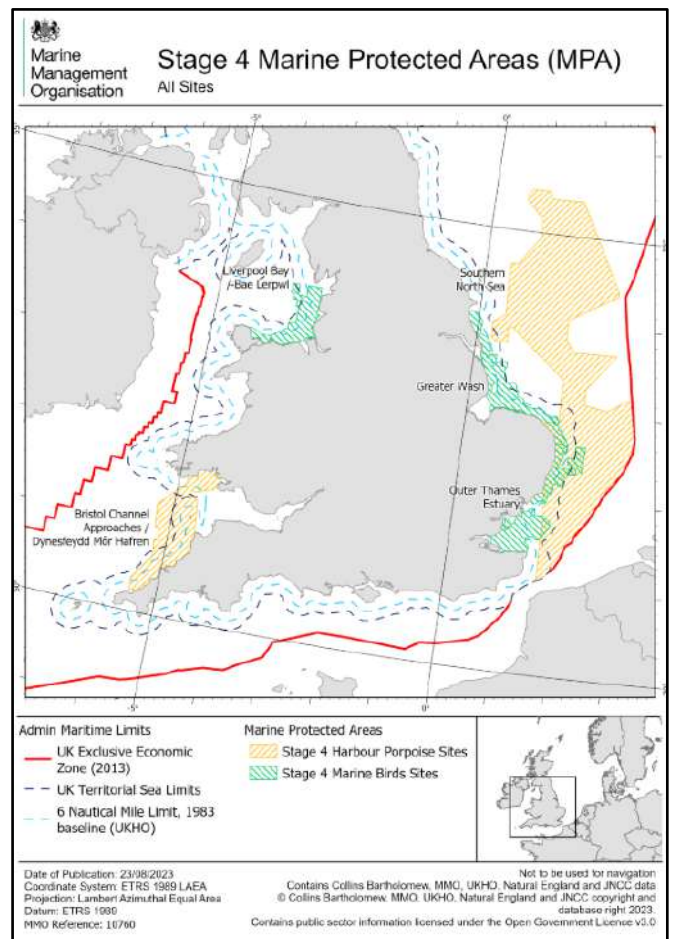 Marine
Management
Organisation
Stage 4 Marine Protected Areas (MPA)
All Sites
-5°
0°
Liverpool Bay
/-Bae Lerpwl
Southern
North Sea
Greater Wash
Outer Thames
Estuary
Bristol Channel
Approaches /
Dynesfeydd Môr Hafren
-5°
0°
Admin Maritime Limits
UK Exclusive Economic
Zone (2013)
UK Territorial Sea Limits
6 Nautical Mile Limit, 1983
baseline (UKHO)
Marine Protected Areas
Stage 4 Harbour Porpoise Sites
Stage 4 Marine Birds Sites
Date of Publication: 23/08/2023
Coordinate System: ETRS 1989 LAEA
Projection: Lambert Azimuthal Equal Area
Datum: ETRS 1989
MMO Reference: 10760
Not to be used for navigation
Contains Collins Bartholomew, MMO, UKHO, Natural England and JNCC data
© Collins Bartholomew, MMO, UKHO, Natural England and JNCC copyright and
database right 2023.
Contains public sector information licensed under the Open Government Licence v3.0